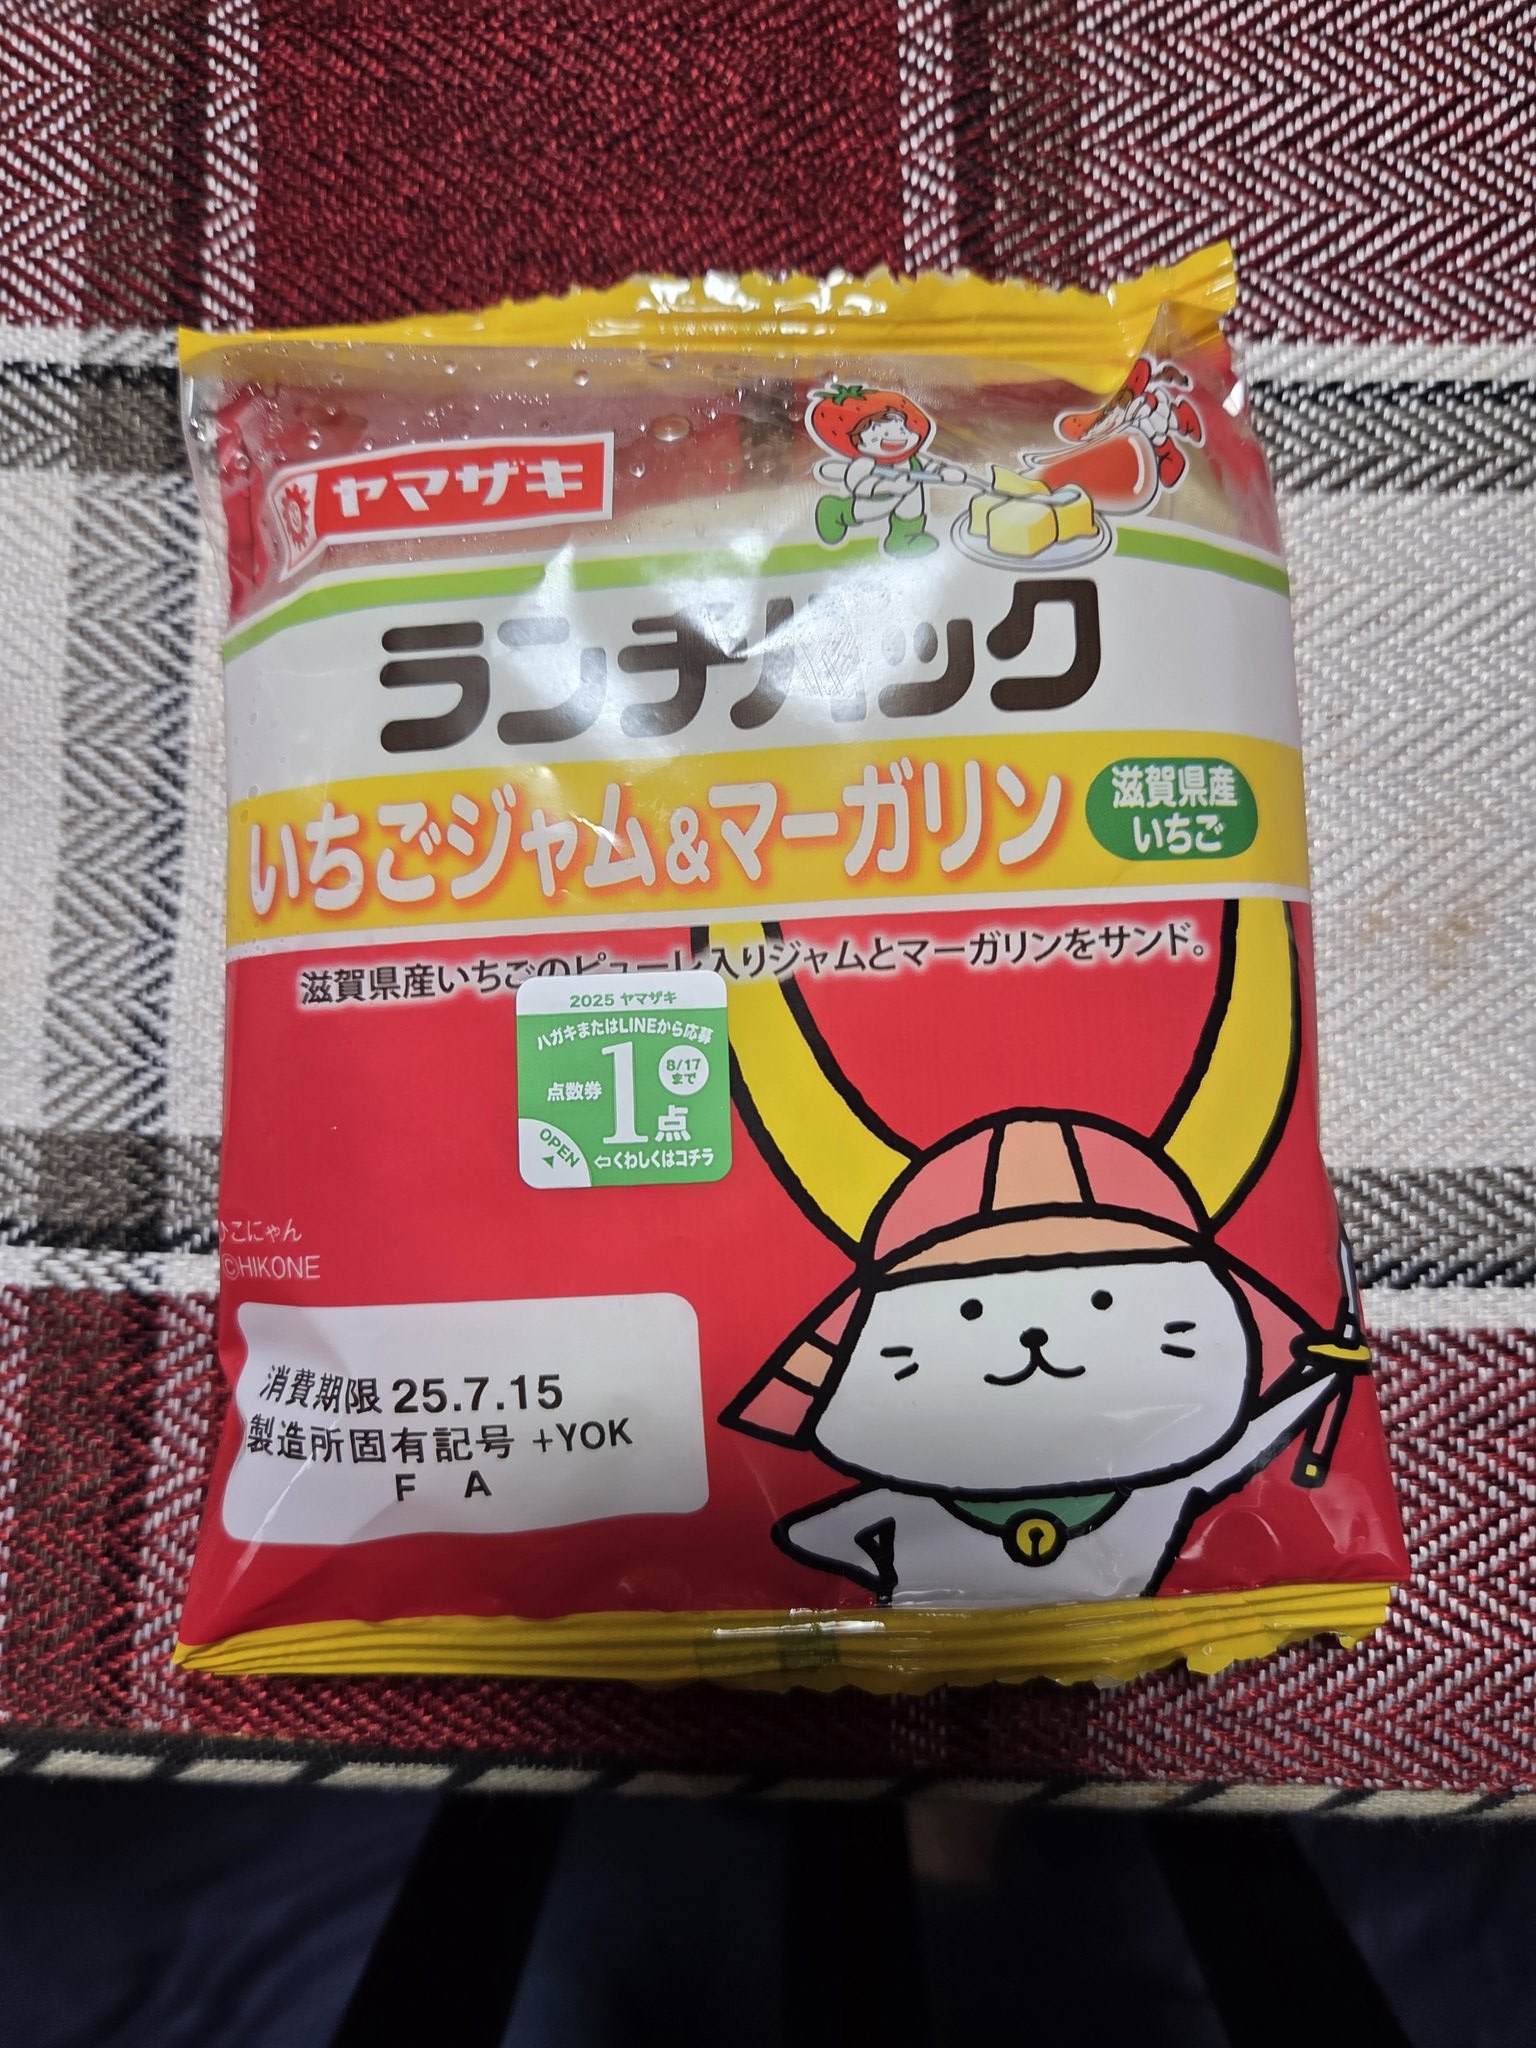 ヤマザキ
ランチパック
いちごジャム&マーガリン
滋賀県産
いちご
滋賀県産いちごのピューレ入りジャムとマーガリンをサンド。
2025 ヤマザキ
ハガキまたはLINEから応募
点数券 1点
8/17
まで
OPEN
⇦くわしくはコチラ
ひこにゃん
©HIKONE
消費期限 25.7.15
製造所固有記号 +YOK
F A